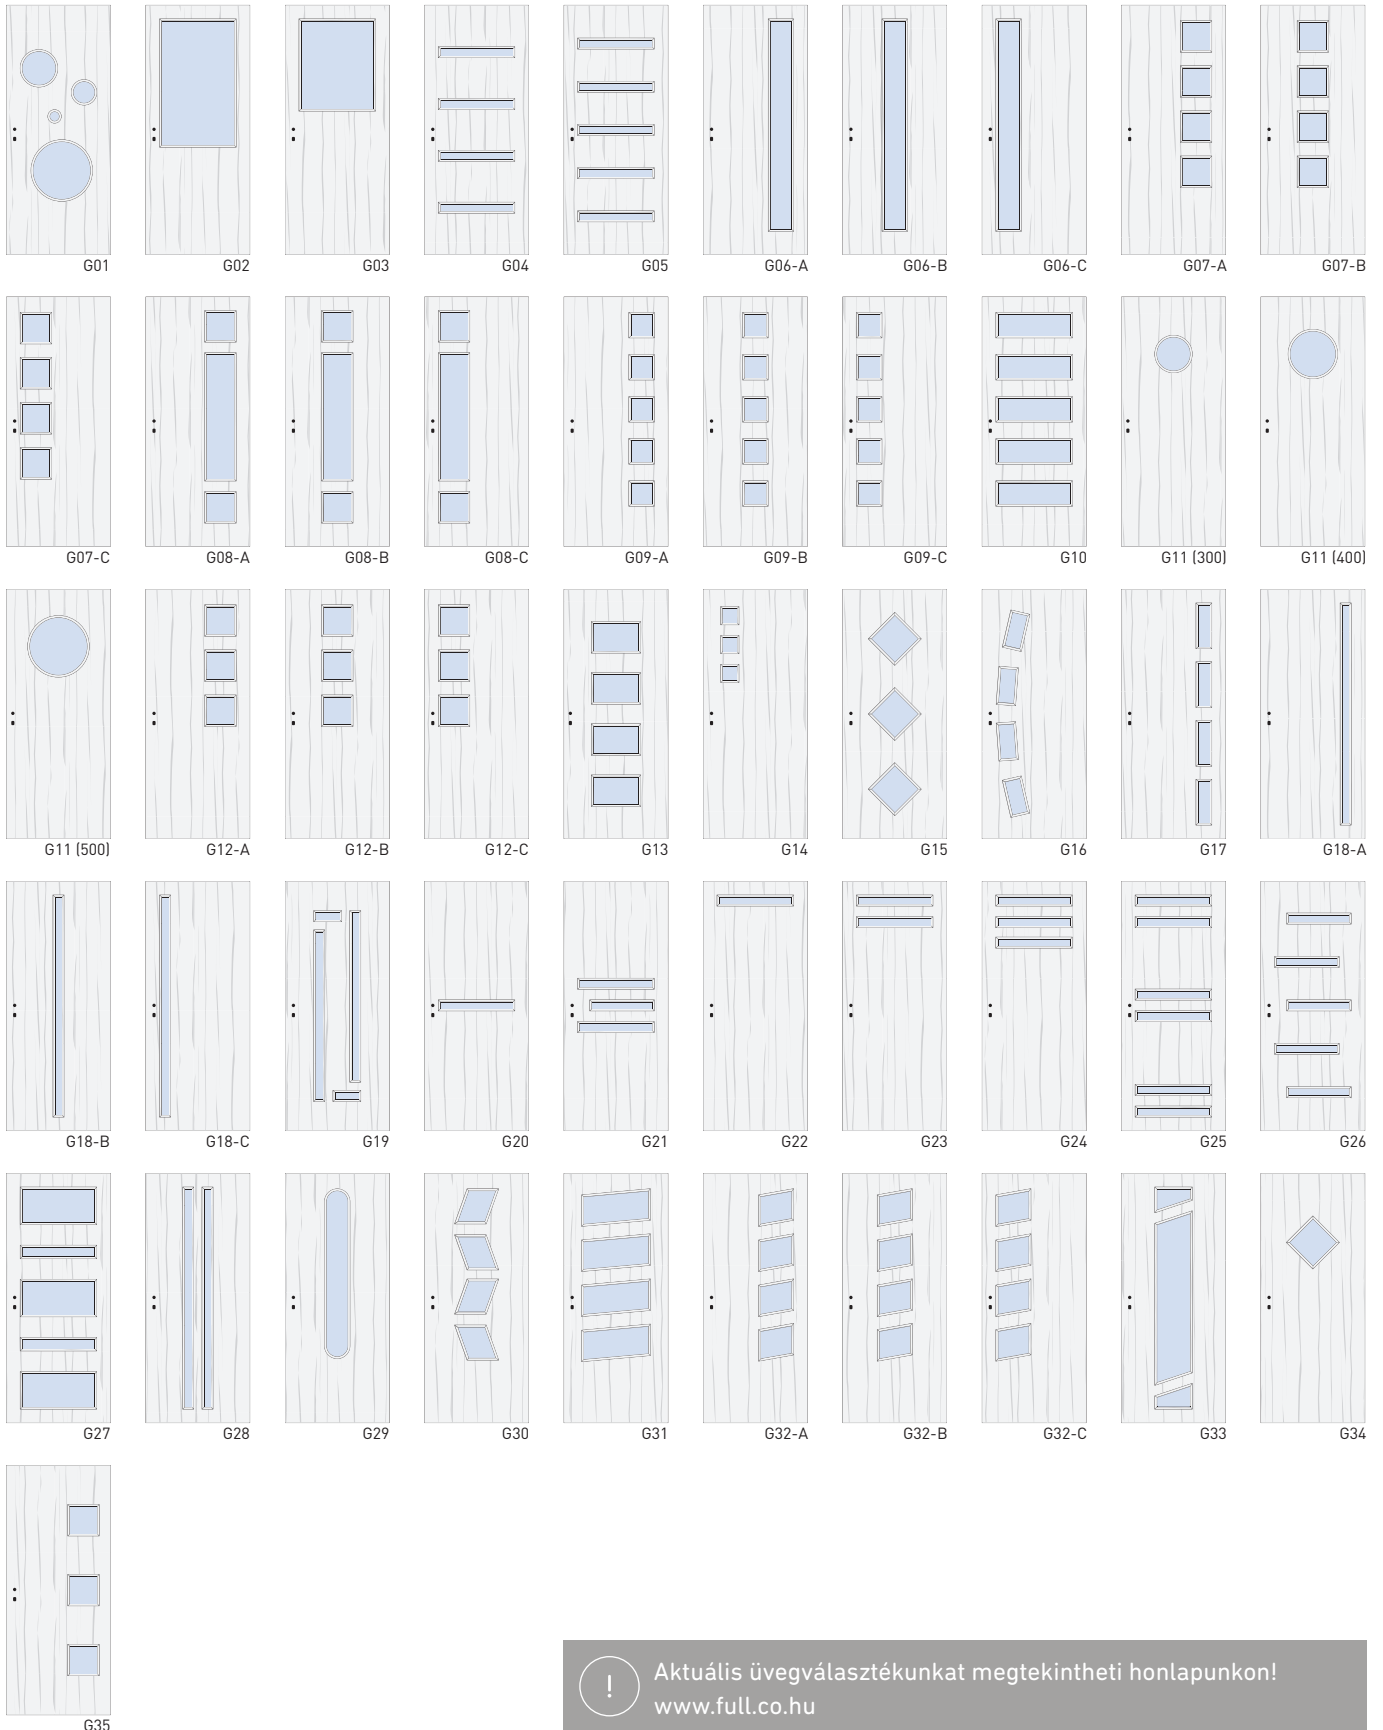 G01
G02
G03
G04
G05
G06-A
G06-B
G06-C
G07-A
G07-B
G07-C
G08-A
G08-B
G08-C
G09-A
G09-B
G09-C
G10
G11 (300)
G11 (400)
G11 (500)
G12-A
G12-B
G12-C
G13
G14
G15
G16
G17
G18-A
G18-B
G18-C
G19
G20
G21
G22
G23
G24
G25
G26
G27
G28
G29
G30
G31
G32-A
G32-B
G32-C
G33
G34
G35
! Aktuális üvegválasztékunkat megtekintheti honlapunkon!
www.full.co.hu